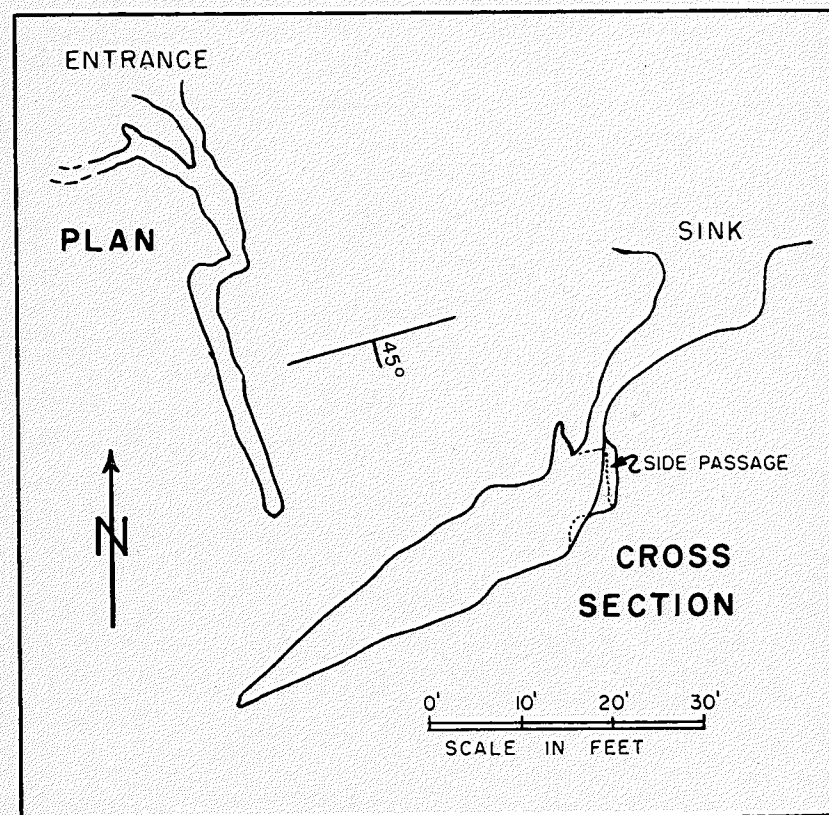 ENTRANCE
PLAN
SINK
45°
SIDE PASSAGE
N
CROSS
SECTION
0' 10' 20' 30'
SCALE IN FEET